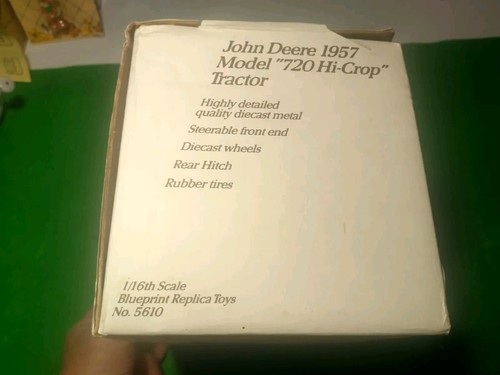 John Deere 1957
Model "720 Hi-Crop"
Tractor
Highly detailed
quality diecast metal
Steerable front end
Diecast wheels
Rear Hitch
Rubber tires
1/16th Scale
Blueprint Replica Toys
No. 5610